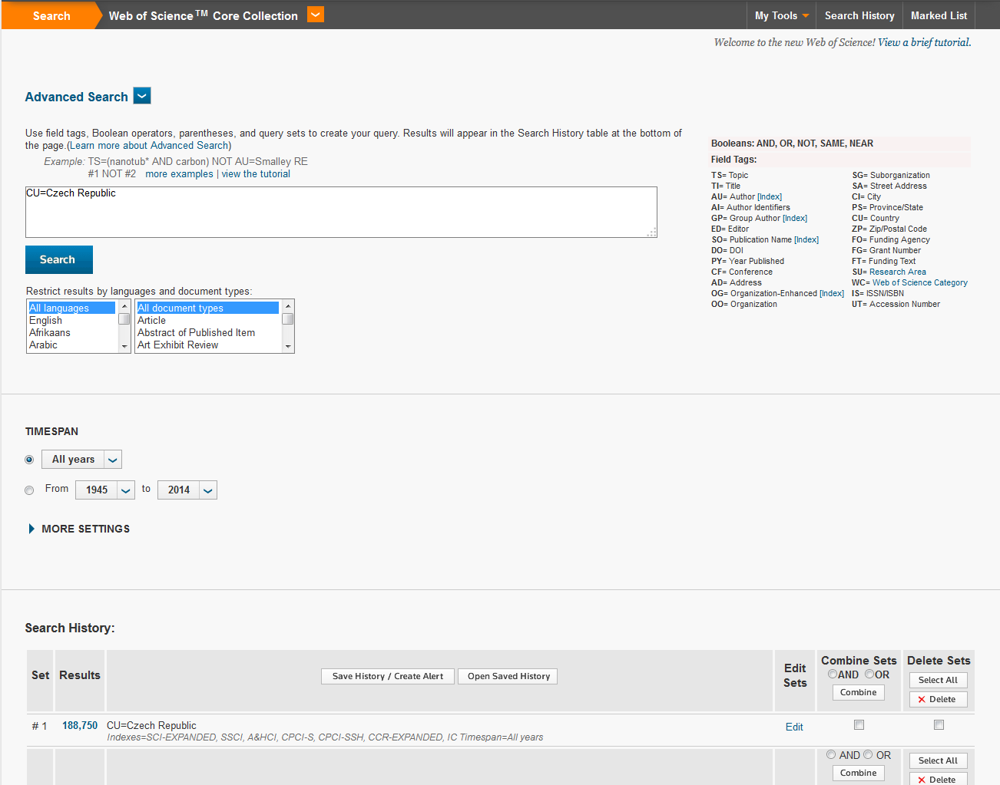 Search
Web of Science™ Core Collection
My Tools
Search History
Marked List
Welcome to the new Web of Science! View a brief tutorial.
Advanced Search
Use field tags, Boolean operators, parentheses, and query sets to create your query. Results will appear in the Search History table at the bottom of
the page.(Learn more about Advanced Search)
Example: TS=(nanotub* AND carbon) NOT AU=Smalley RE
#1 NOT #2 more examples | view the tutorial
CU=Czech Republic
Search
Restrict results by languages and document types:
All languages
English
Afrikaans
Arabic
All document types
Article
Abstract of Published Item
Art Exhibit Review
Booleans: AND, OR, NOT, SAME, NEAR
Field Tags:
TS= Topic
TI= Title
AU= Author [Index]
AI= Author Identifiers
GP= Group Author [Index]
ED= Editor
SO= Publication Name [Index]
DO= DOI
PY= Year Published
CF= Conference
AD= Address
OG= Organization-Enhanced [Index]
OO= Organization
SG= Suborganization
SA= Street Address
CI= City
PS= Province/State
CU= Country
ZP= Zip/Postal Code
FO= Funding Agency
FG= Grant Number
FT= Funding Text
SU= Research Area
WC= Web of Science Category
IS= ISSN/ISBN
UT= Accession Number
TIMESPAN
All years
From 1945 to 2014
MORE SETTINGS
Search History:
Set
Results
Save History / Create Alert
Open Saved History
Edit
Sets
Combine Sets
AND OR
Combine
Delete Sets
Select All
Delete
# 1
188,750
CU=Czech Republic
Indexes=SCI-EXPANDED, SSCI, A&HCI, CPCI-S, CPCI-SSH, CCR-EXPANDED, IC Timespan=All years
Edit
AND OR
Combine
Select All
Delete